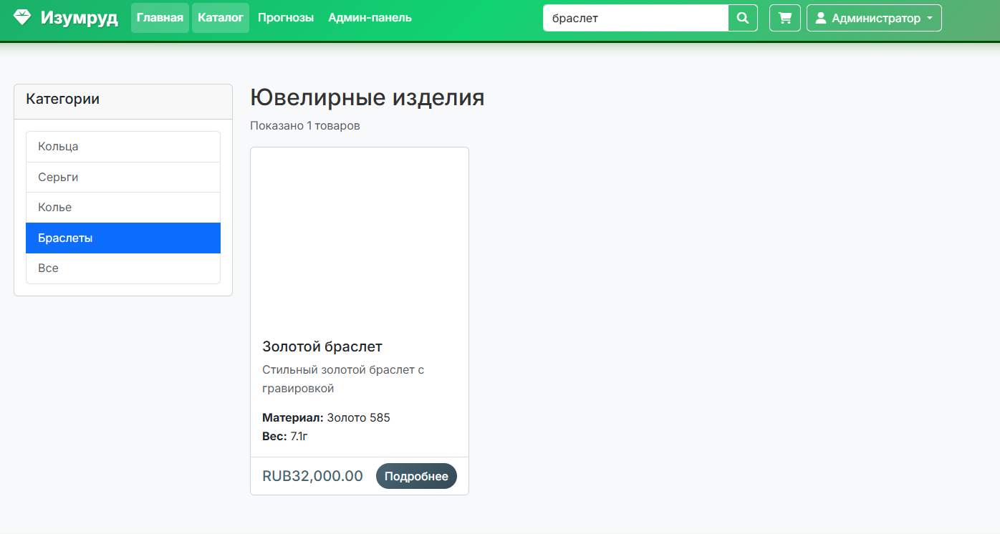 Изумруд
Главная
Каталог
Прогнозы
Админ-панель
браслет
Администратор
Категории
Кольца
Серьги
Колье
Браслеты
Все
Ювелирные изделия
Показано 1 товаров
Золотой браслет
Стильный золотой браслет с
гравировкой
Материал: Золото 585
Вес: 7.1г
RUB32,000.00
Подробнее